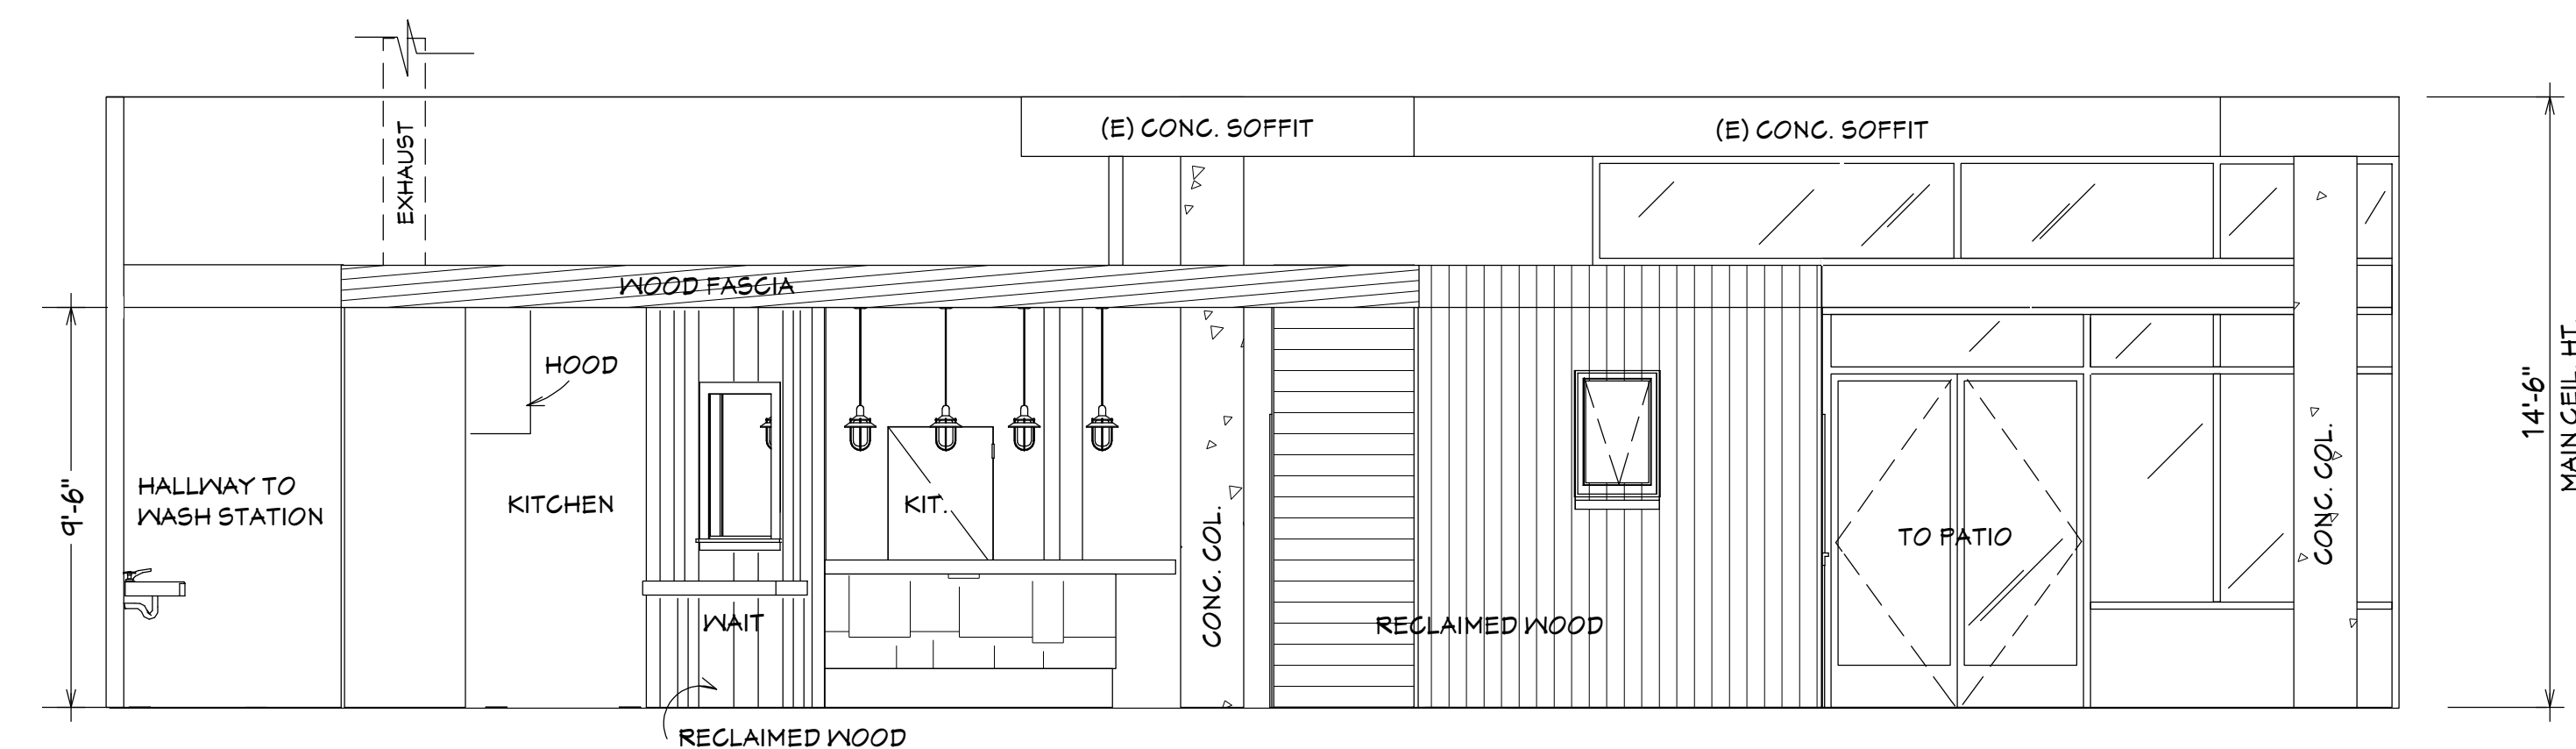 EXHAUST
(E) CONC. SOFFIT
(E) CONC. SOFFIT
WOOD FASCIA
HOOD
9'-6"
HALLWAY TO
WASH STATION
KITCHEN
KIT.
CONC. COL.
WAIT
RECLAIMED WOOD
RECLAIMED WOOD
TO PATIO
CONC. COL.
14'-6"
MAIN CEIL. HT.